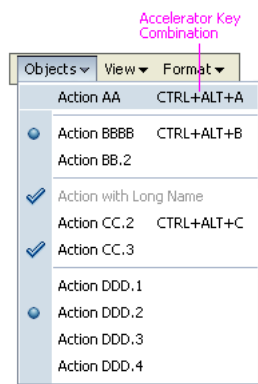 Accelerator Key
Combination
Objects View Format
Action AA CTRL+ALT+A
Action BBBB CTRL+ALT+B
Action BB.2
Action with Long Name
Action CC.2 CTRL+ALT+C
Action CC.3
Action DDD.1
Action DDD.2
Action DDD.3
Action DDD.4